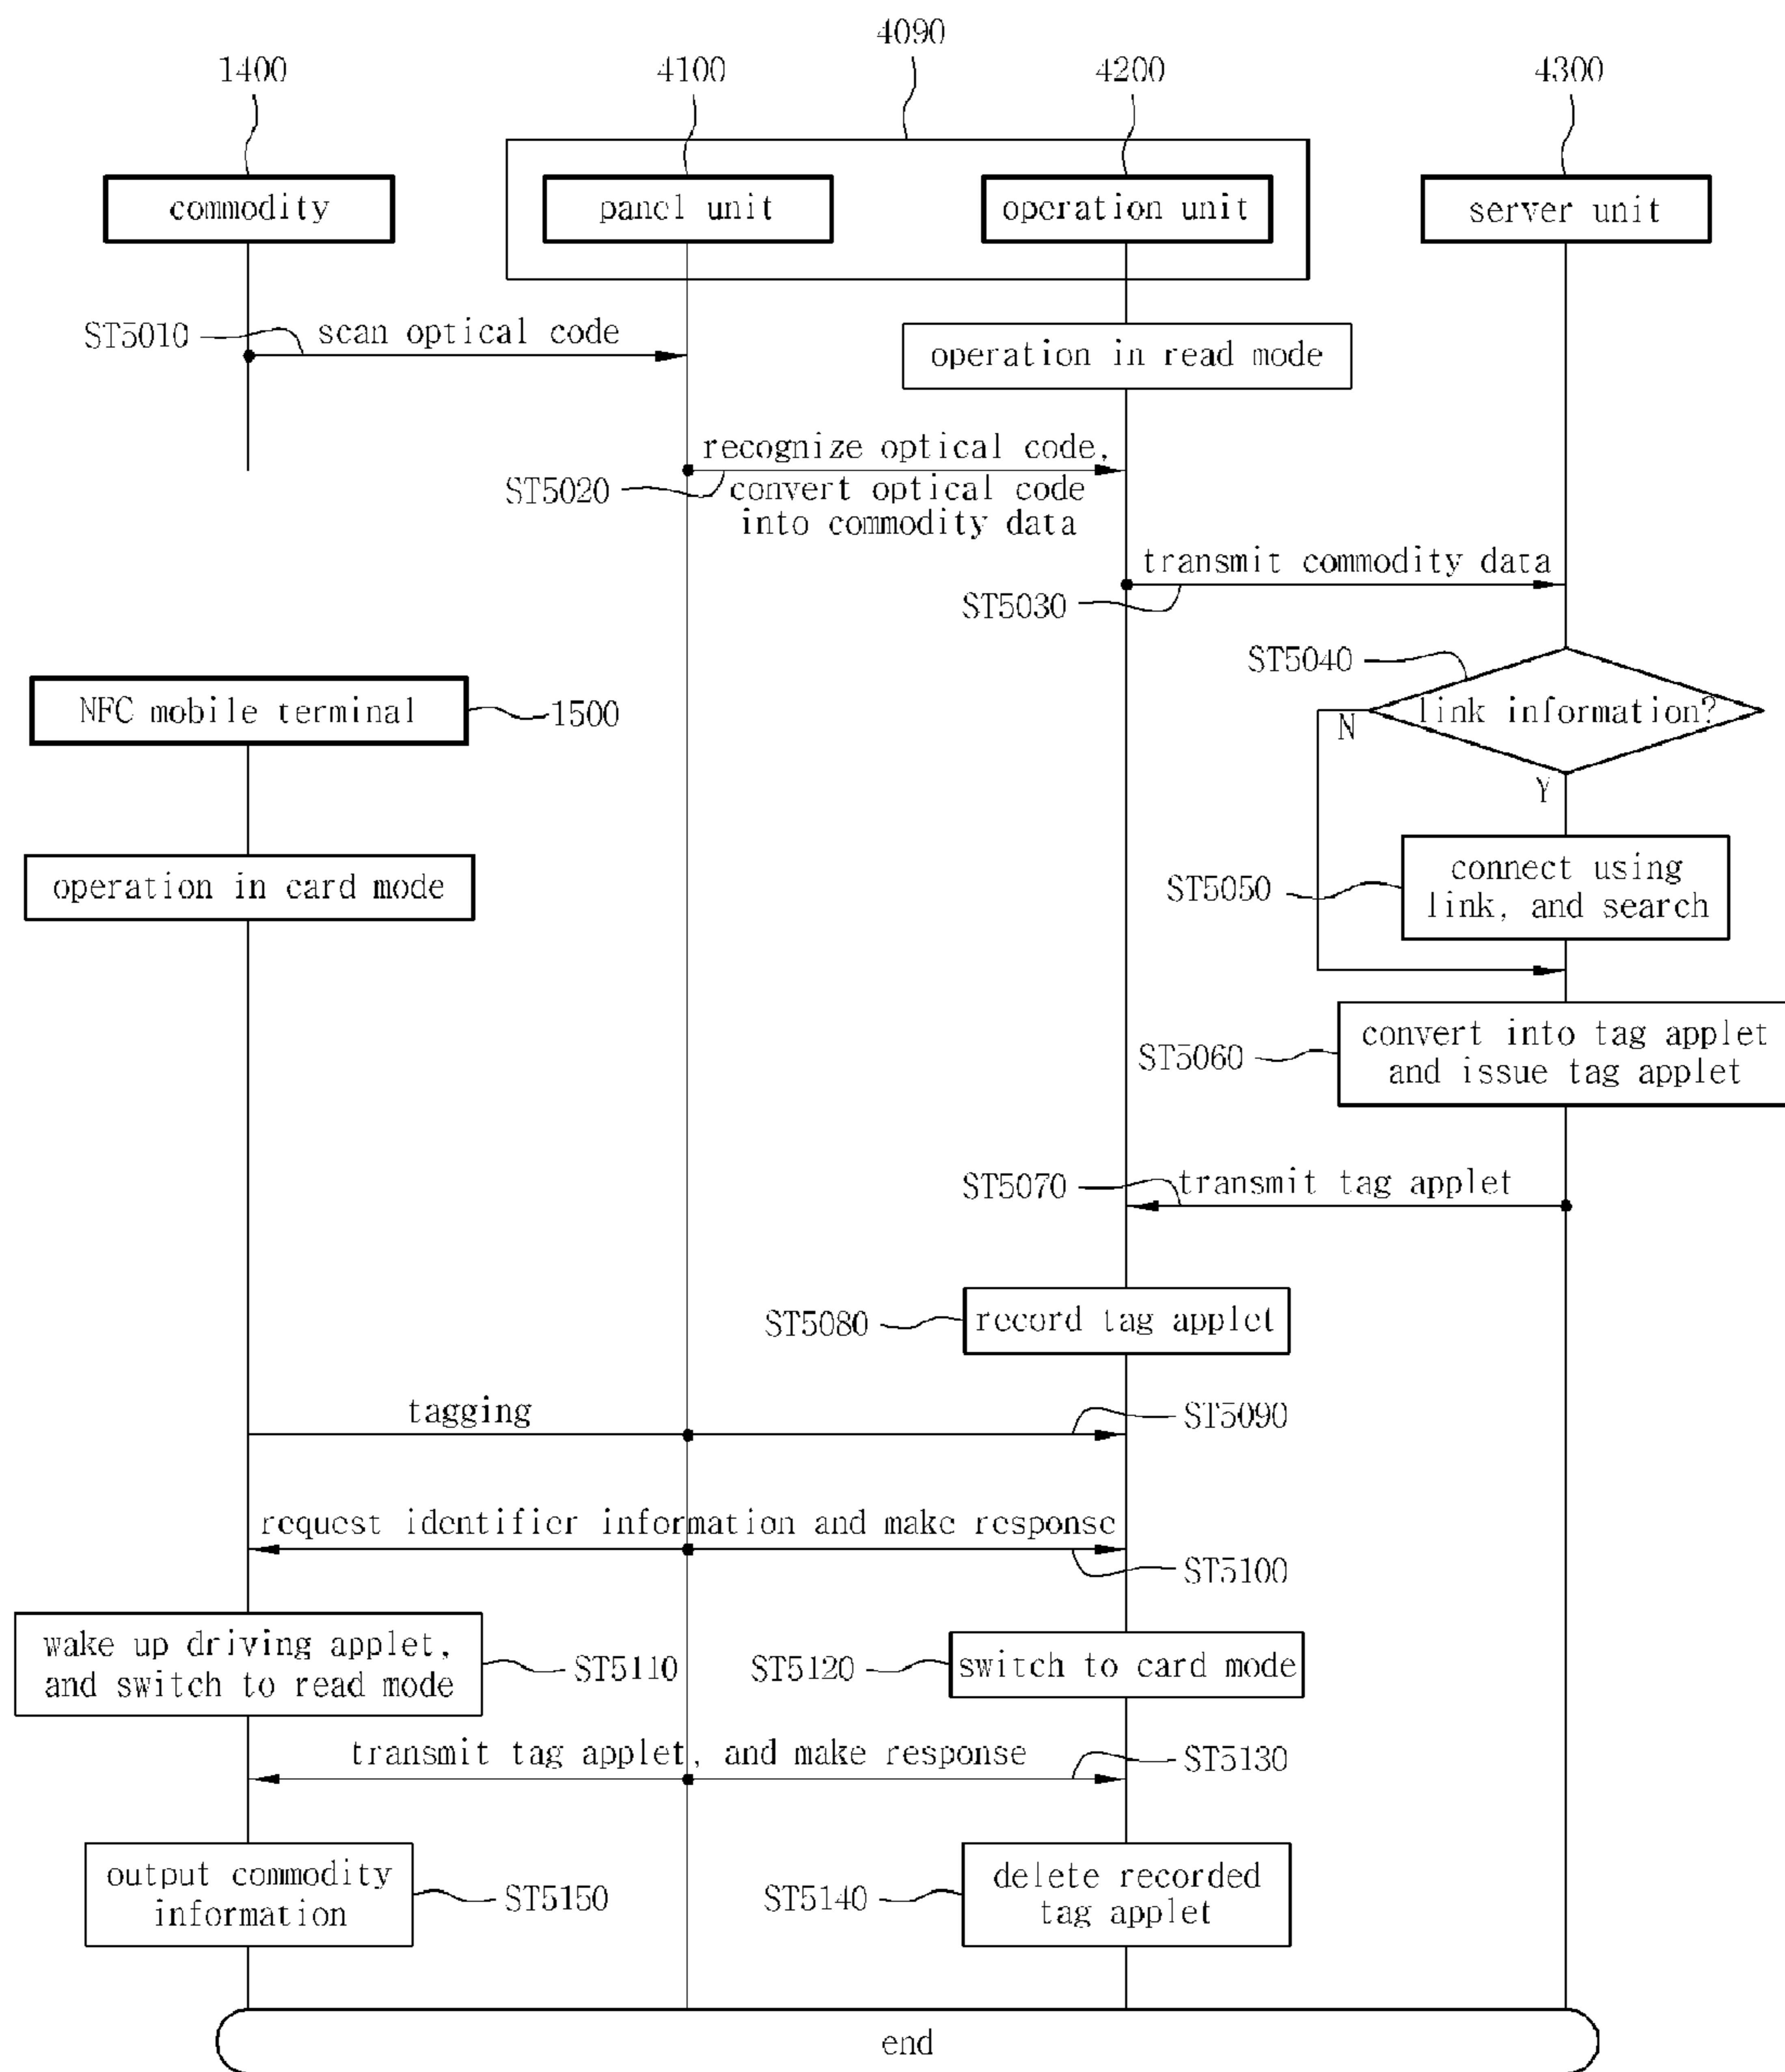 4090
1400
4100
4200
4300
commodity
panel unit
operation unit
server unit
ST5010
scan optical code
operation in read mode
recognize optical code,
ST5020
convert optical code
into commodity data
transmit commodity data
ST5030
ST5040
link information?
N
Y
NFC mobile terminal
1500
operation in card mode
ST5050
connect using
link, and search
ST5060
convert into tag applet
and issue tag applet
ST5070
transmit tag applet
ST5080
record tag applet
tagging
ST5090
request identifier information and make response
ST5100
wake up driving applet,
and switch to read mode
ST5110
ST5120
switch to card mode
transmit tag applet, and make response
ST5130
output commodity
information
ST5150
ST5140
delete recorded
tag applet
end